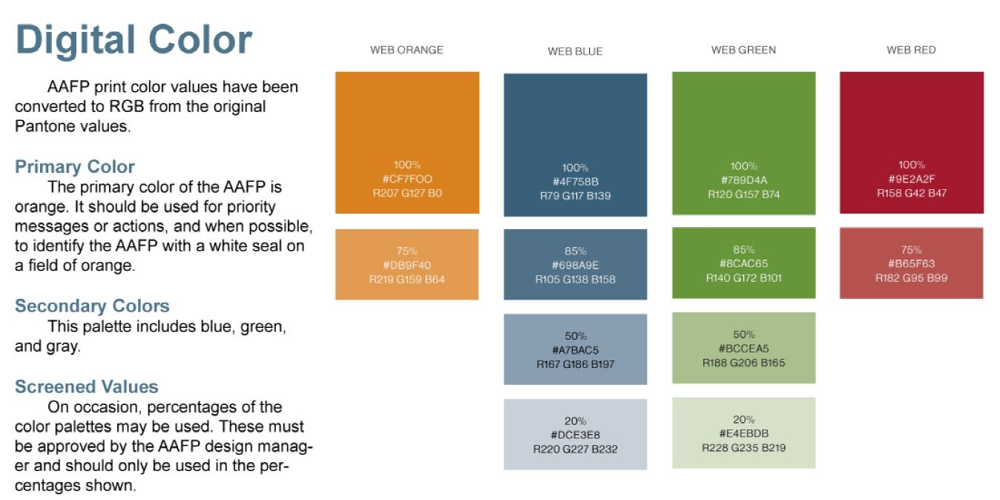 Digital Color
AAFP print color values have been
converted to RGB from the original
Pantone values.
Primary Color
The primary color of the AAFP is
orange. It should be used for priority
messages or actions, and when possible,
to identify the AAFP with a white seal on
a field of orange.
Secondary Colors
This palette includes blue, green,
and gray.
Screened Values
On occasion, percentages of the
color palettes may be used. These must
be approved by the AAFP design manag-
er and should only be used in the per-
centages shown.
WEB ORANGE
100%
#CF7FOO
R207 G127 B0
75%
#DB9F40
R219 G159 B64
WEB BLUE
100%
#4F758B
R79 G117 B139
85%
#698A9E
R105 G138 B158
50%
#A7BAC5
R167 G186 B197
20%
#DCE3E8
R220 G227 B232
WEB GREEN
100%
#789D4A
R120 G157 B74
85%
#8CAC65
R140 G172 B101
50%
#BCCEA5
R188 G206 B165
20%
#E4EBDB
R228 G235 B219
WEB RED
100%
#9E2A2F
R158 G42 B47
75%
#B65F63
R182 G95 B99